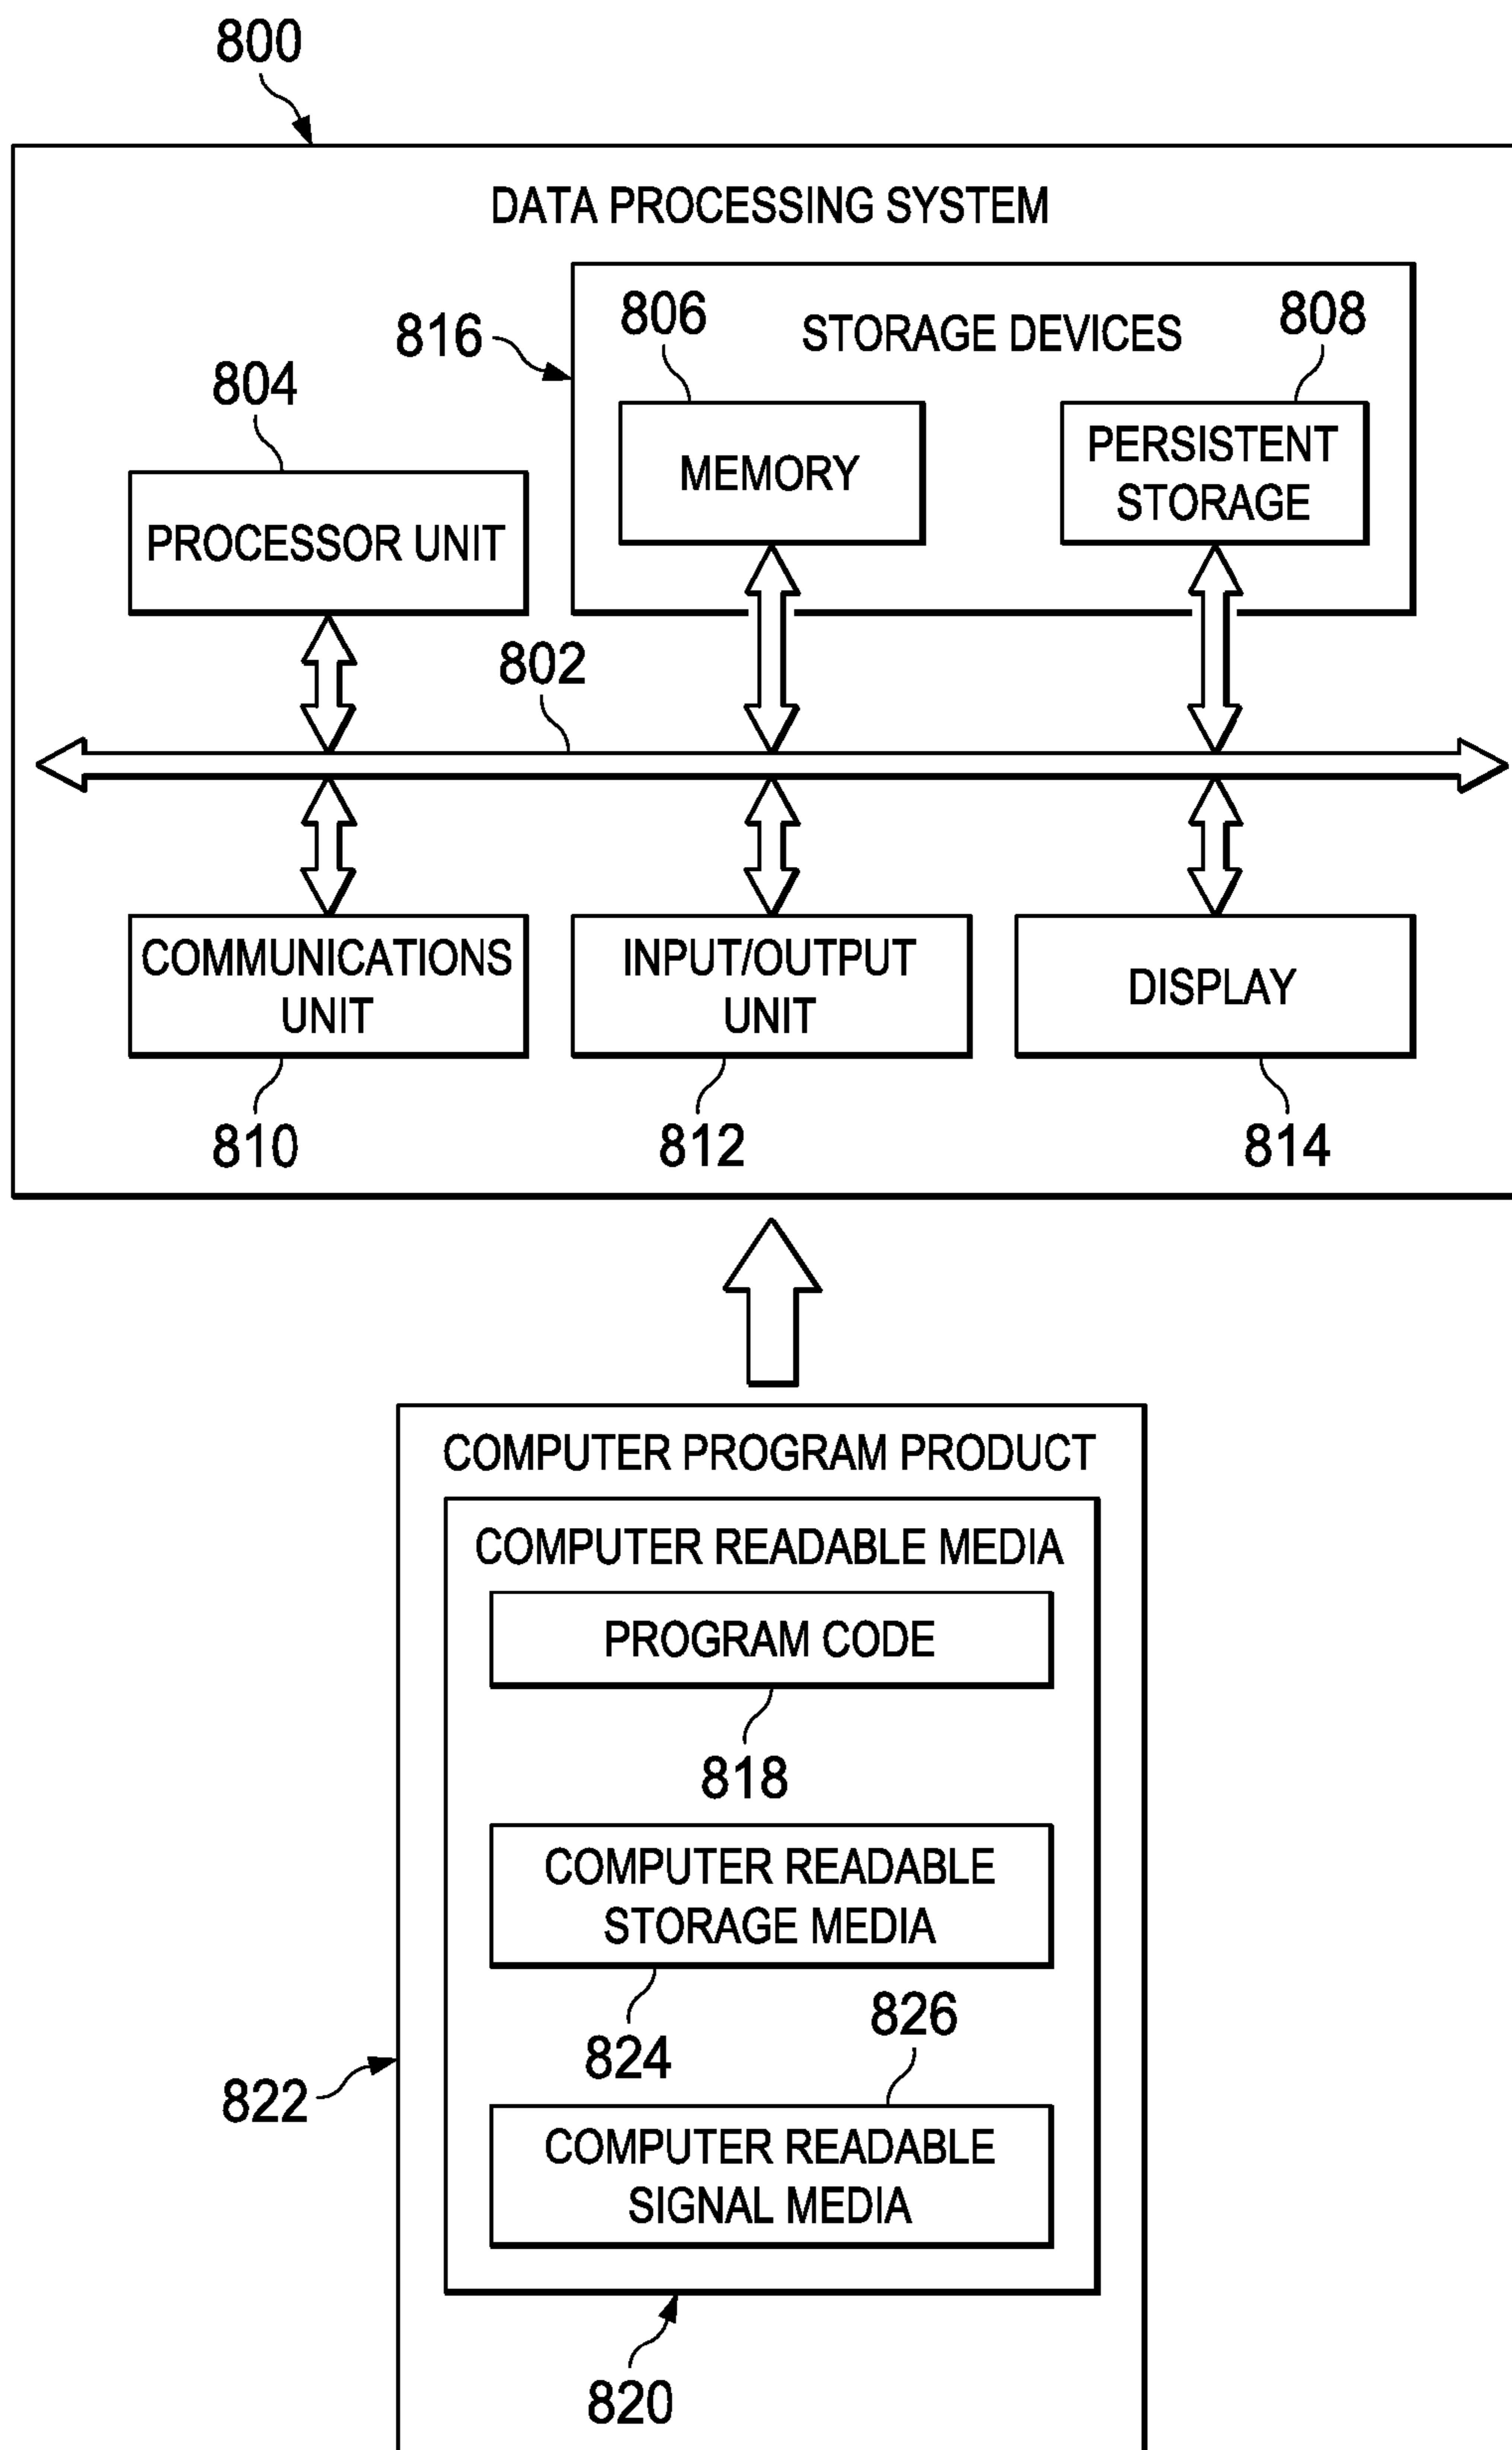 800
DATA PROCESSING SYSTEM
816
806
STORAGE DEVICES
808
804
MEMORY
PERSISTENT
STORAGE
PROCESSOR UNIT
802
COMMUNICATIONS
UNIT
INPUT/OUTPUT
UNIT
DISPLAY
810
812
814
COMPUTER PROGRAM PRODUCT
COMPUTER READABLE MEDIA
PROGRAM CODE
818
COMPUTER READABLE
STORAGE MEDIA
824
826
822
COMPUTER READABLE
SIGNAL MEDIA
820